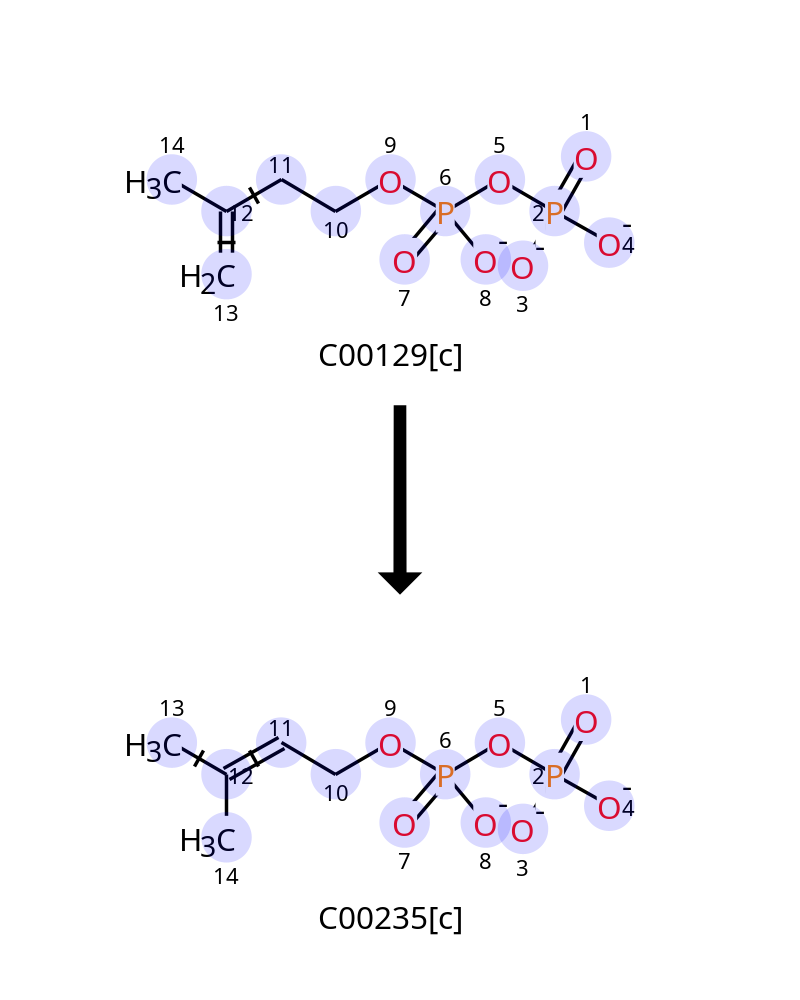 1
14 9 5
11
6
H3C O O O
12 P 2 P
10 O4-
O O- O-
H2C
7 8 3
13
C00129[c]
1
13 9 5
11
6
H3C O O O
12 P 2 P
10 O4-
O O- O-
H3C
7 8 3
14
C00235[c]